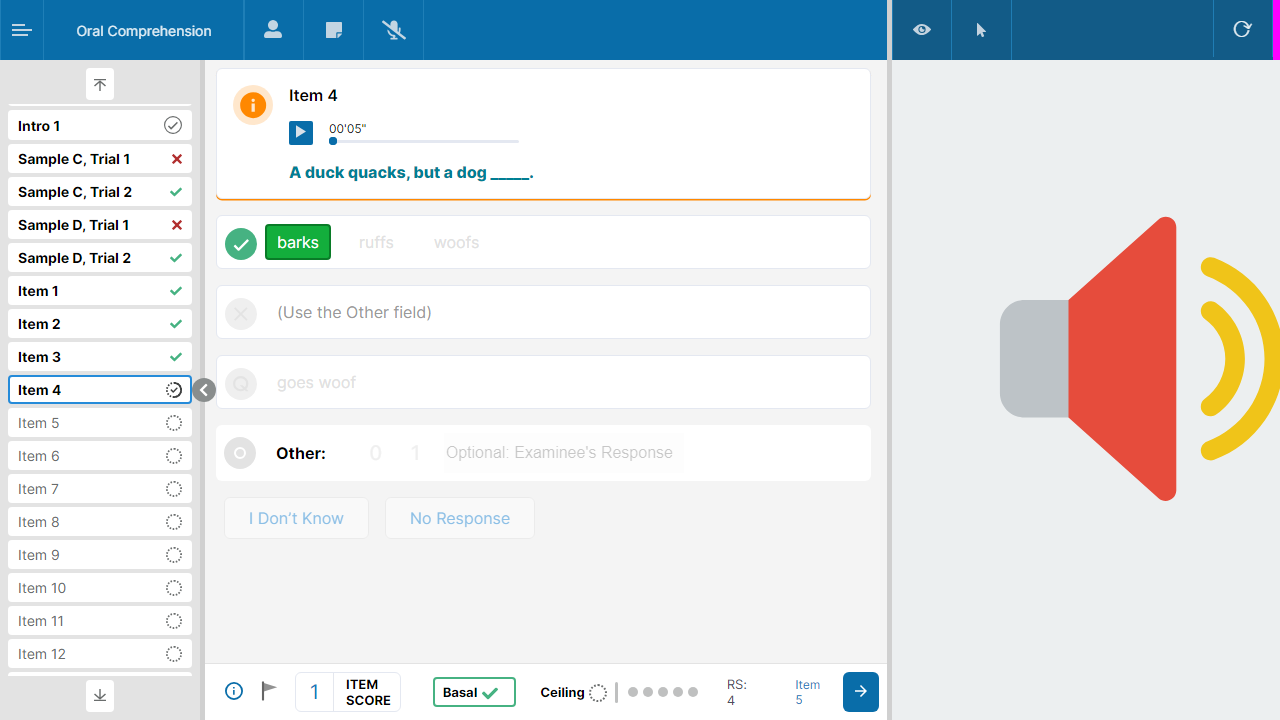 Oral Comprehension
Intro 1
Sample C, Trial 1
Sample C, Trial 2
Sample D, Trial 1
Sample D, Trial 2
Item 1
Item 2
Item 3
Item 4
Item 5
Item 6
Item 7
Item 8
Item 9
Item 10
Item 11
Item 12
Item 4
00'05"
A duck quacks, but a dog _____.
barks ruffs woofs
(Use the Other field)
Q goes woof
Other: 0 1 Optional: Examinee's Response
I Don't Know No Response
1 ITEM SCORE
Basal
Ceiling
RS: 4
Item 5